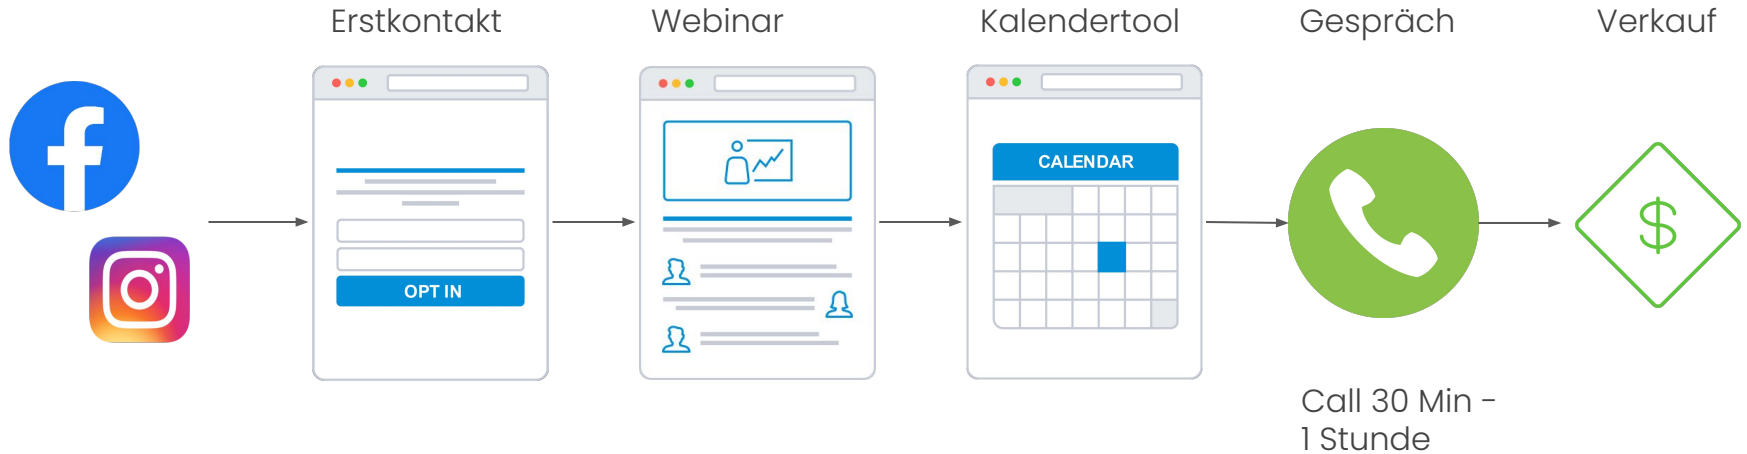 Erstkontakt
Webinar
Kalendertool
Gespräch
Verkauf
OPT IN
CALENDAR
Call 30 Min -
1 Stunde